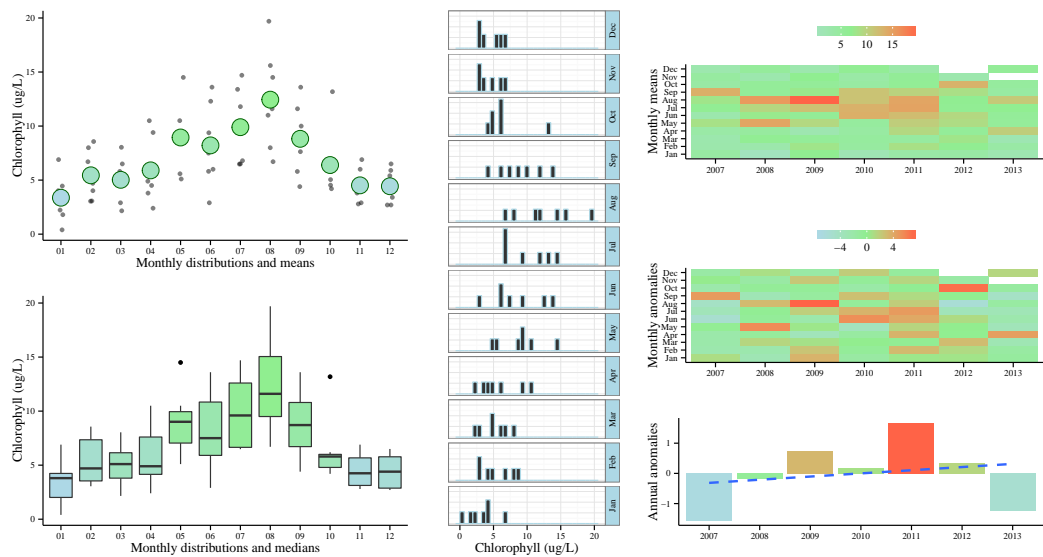 20
15
10
5
0
Chlorophyll (ug/L)
01 02 03 04 05 06 07 08 09 10 11 12
Monthly distributions and means
20
15
10
5
0
Chlorophyll (ug/L)
01 02 03 04 05 06 07 08 09 10 11 12
Monthly distributions and medians
Dec
Nov
Oct
Sep
Aug
Jul
Jun
May
Apr
Mar
Feb
Jan
0 5 10 15 20
Chlorophyll (ug/L)
5 10 15
Monthly means
Dec
Nov
Oct
Sep
Aug
Jul
Jun
May
Apr
Mar
Feb
Jan
2007 2008 2009 2010 2011 2012 2013
−4 0 4
Monthly anomalies
Dec
Nov
Oct
Sep
Aug
Jul
Jun
May
Apr
Mar
Feb
Jan
2007 2008 2009 2010 2011 2012 2013
Annual anomalies
1
0
−1
2007 2008 2009 2010 2011 2012 2013